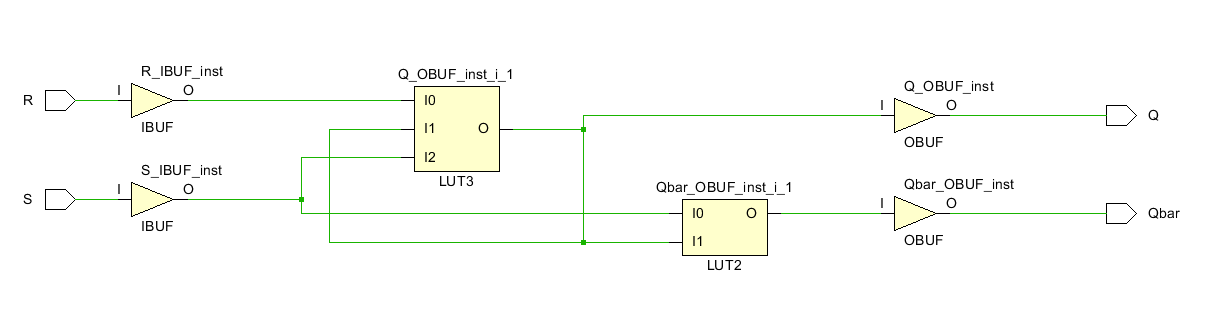 R_IBUF_inst
Q_OBUF_inst_i_1
Q_OBUF_inst
R
I
O
I0
I
O
Q
IBUF
I1
O
OBUF
I2
S_IBUF_inst
LUT3
Qbar_OBUF_inst_i_1
Qbar_OBUF_inst
S
I
O
I0
O
I
O
Qbar
IBUF
I1
OBUF
LUT2